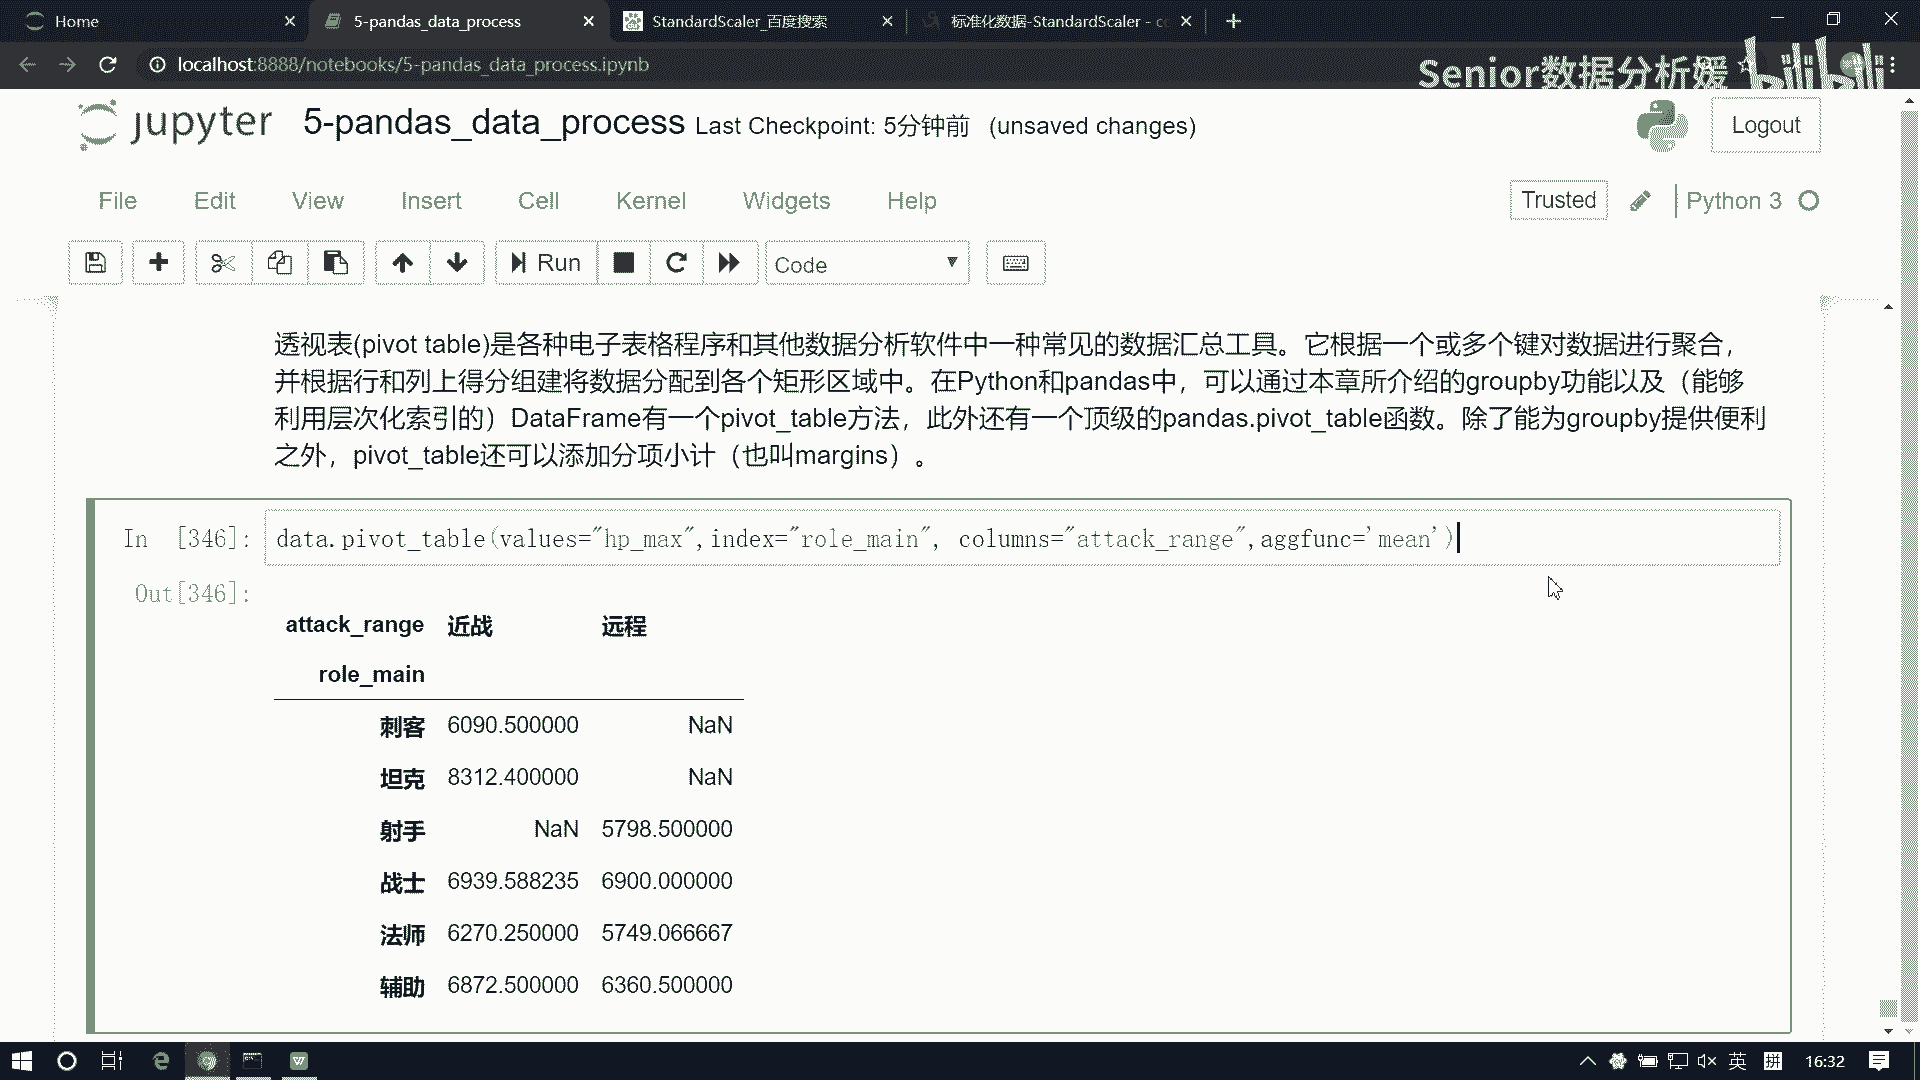 Home
5-pandas_data_process
StandardScaler_百度搜索
标准化数据-StandardScaler - c
localhost:8888/notebooks/5-pandas_data_process.ipynb
Senior数据分析媛 bilibili
jupyter 5-pandas_data_process Last Checkpoint: 5分钟前 (unsaved changes)
Logout
File Edit View Insert Cell Kernel Widgets Help
Trusted Python 3
Run Code
透视表(pivot table)是各种电子表格程序和其他数据分析软件中一种常见的数据汇总工具。它根据一个或多个键对数据进行聚合，
并根据行和列上得分组建将数据分配到各个矩形区域中。在Python和pandas中，可以通过本章所介绍的groupby功能以及（能够
利用层次化索引的）DataFrame有一个pivot_table方法，此外还有一个顶级的pandas.pivot_table函数。除了能为groupby提供便利
之外，pivot_table还可以添加分项小计（也叫margins）。
In [346]: data.pivot_table(values="hp_max",index="role_main", columns="attack_range",aggfunc='mean')
Out[346]:
attack_range 近战 远程
role_main
刺客 6090.500000 NaN
坦克 8312.400000 NaN
射手 NaN 5798.500000
战士 6939.588235 6900.000000
法师 6270.250000 5749.066667
辅助 6872.500000 6360.500000
英 拼 16:32